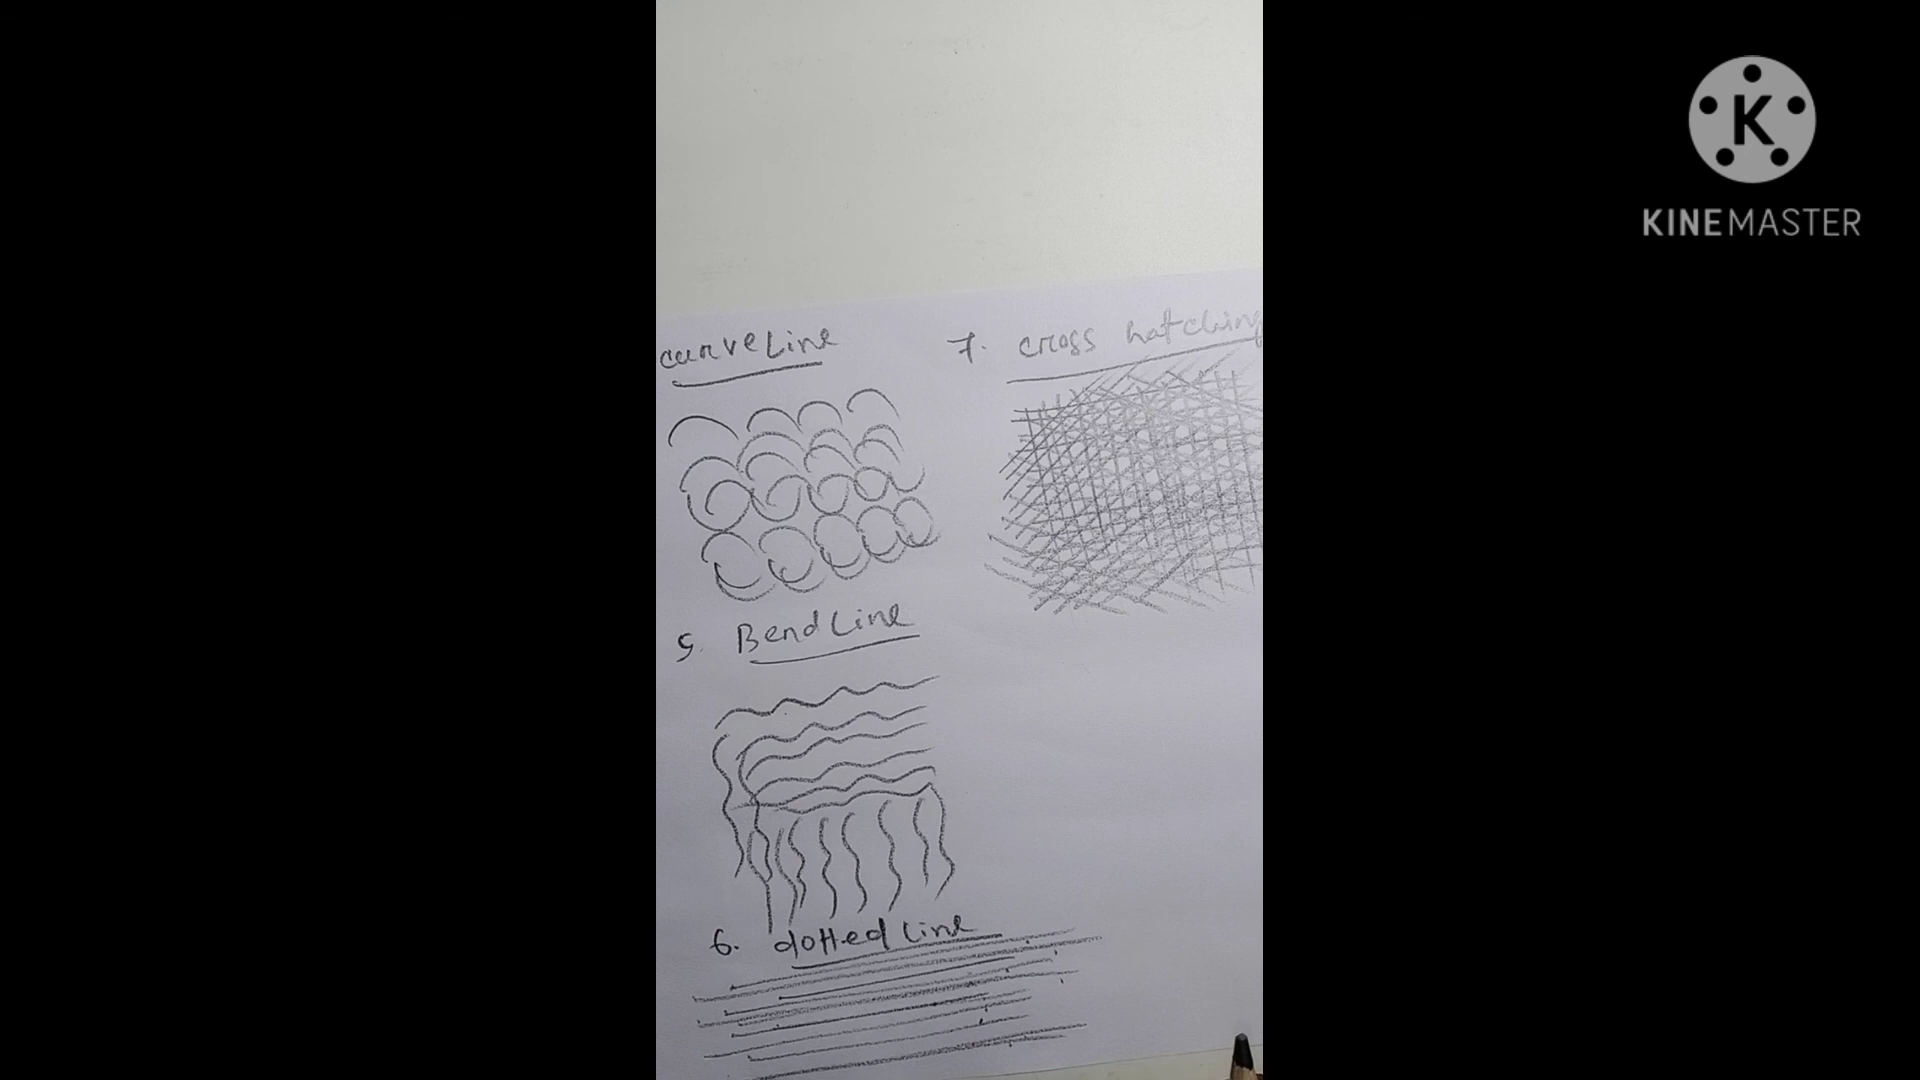 curve Line
5. Bend Line
6. dotted Line
7. cross hatching
K
KINEMASTER